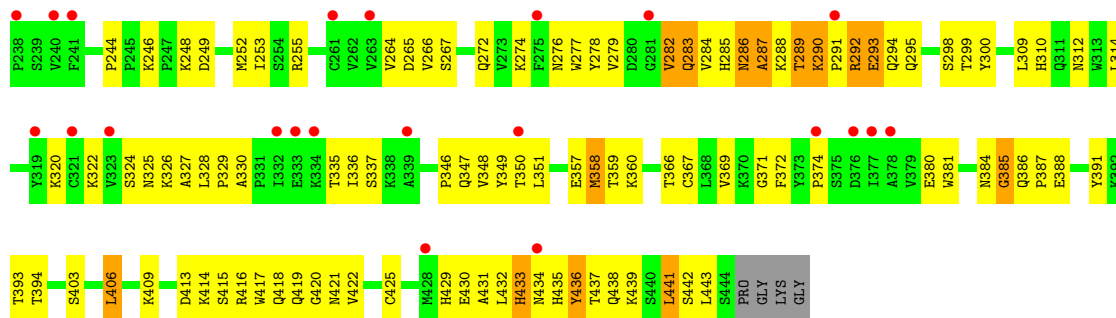 P238 S239 V240 F241 P244 P245 K246 P247 K248 D249 M252 I253 S254 R255 C261 V262 V263 V264 D265 V266 S267 Q272 V273 K274 F275 N276 W277 Y278 V279 D280 G281 V282 Q283 V284 H285 N286 A287 K288 T289 K290 P291 R292 E293 Q294 Q295 S298 T299 Y300 L309 H310 Q311 N312 W313 L314
Y319 K320 C321 K322 V323 S324 N325 K326 A327 L328 P329 A330 P331 I332 E333 K334 T335 I336 S337 K338 A339 P346 Q347 V348 Y349 T350 L351 E357 M358 T359 K360 T366 C367 L368 V369 K370 G371 F372 Y373 P374 S375 D376 I377 A378 V379 E380 W381 N384 G385 Q386 P387 E388 Y391 K392
T393 T394 S403 L406 K409 D413 K414 S415 R416 W417 Q418 Q419 G420 N421 V422 C425 M428 H429 E430 A431 L432 H433 N434 H435 Y436 T437 Q438 K439 S440 L441 S442 L443 S444 PRO GLY LYS GLY